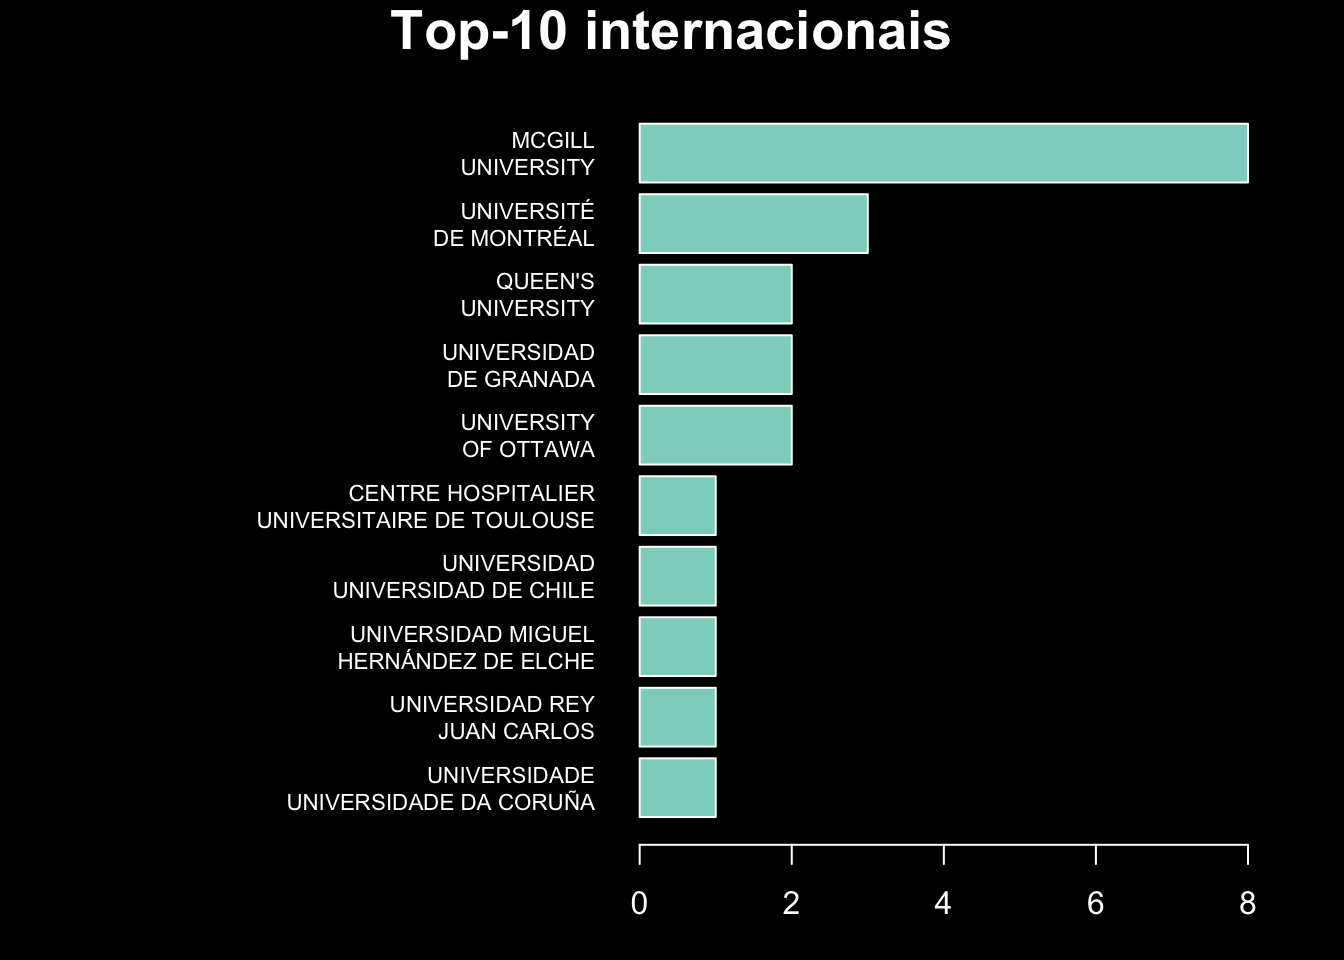 Top-10 internacionais
MCGILL
UNIVERSITY
UNIVERSITÉ
DE MONTRÉAL
QUEEN'S
UNIVERSITY
UNIVERSIDAD
DE GRANADA
UNIVERSITY
OF OTTAWA
CENTRE HOSPITALIER
UNIVERSITAIRE DE TOULOUSE
UNIVERSIDAD
UNIVERSIDAD DE CHILE
UNIVERSIDAD MIGUEL
HERNÁNDEZ DE ELCHE
UNIVERSIDAD REY
JUAN CARLOS
UNIVERSIDADE
UNIVERSIDADE DA CORUÑA
0 2 4 6 8